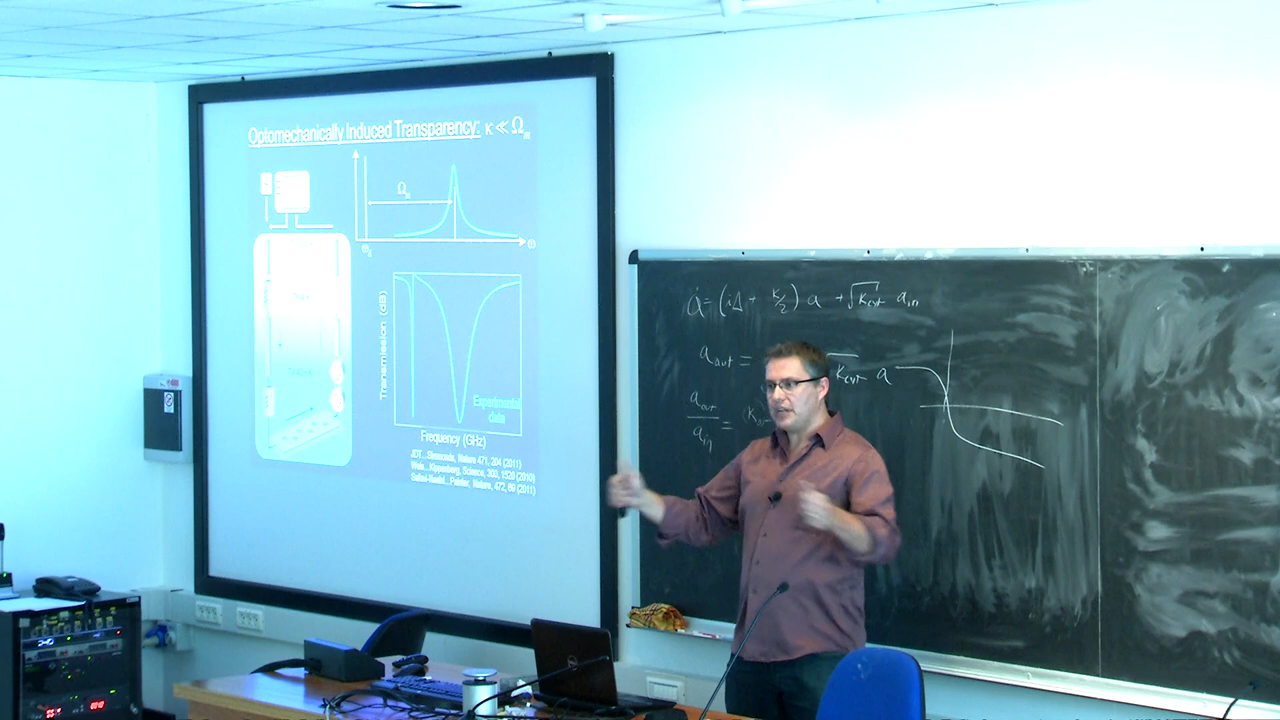 Optomechanically Induced Transparency: κ ≪ Ωm
Ωm
ω
Transmission (dB)
Experimental
data
Frequency (GHz)
JDT...Simmonds, Nature 471, 204 (2011)
Weis...Kippenberg, Science, 330, 1520 (2010)
Safavi-Naeini...Painter, Nature, 472, 69 (2011)
ȧ = (iΔ + κ/2) a + √κext ain
aout =
κext a
aout
ain
=